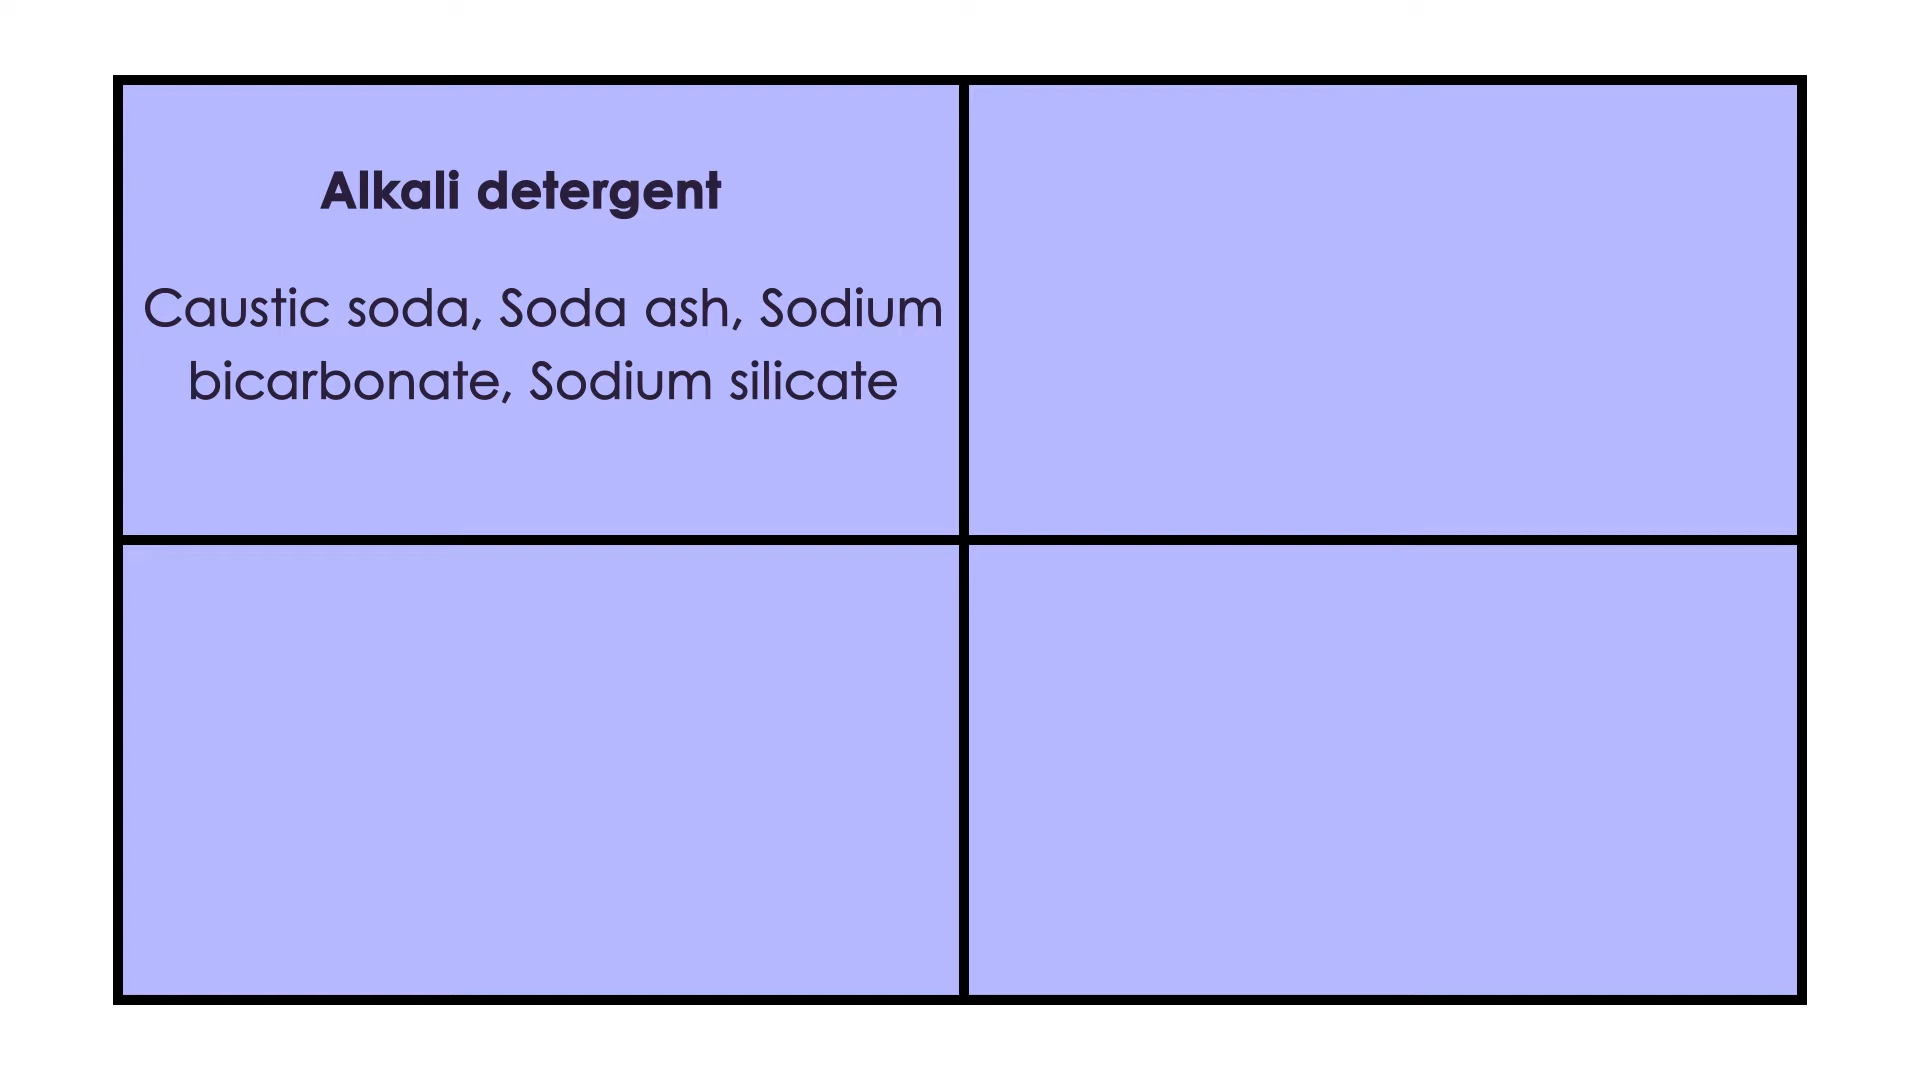 Alkali detergent
Caustic soda, Soda ash, Sodium
bicarbonate, Sodium silicate